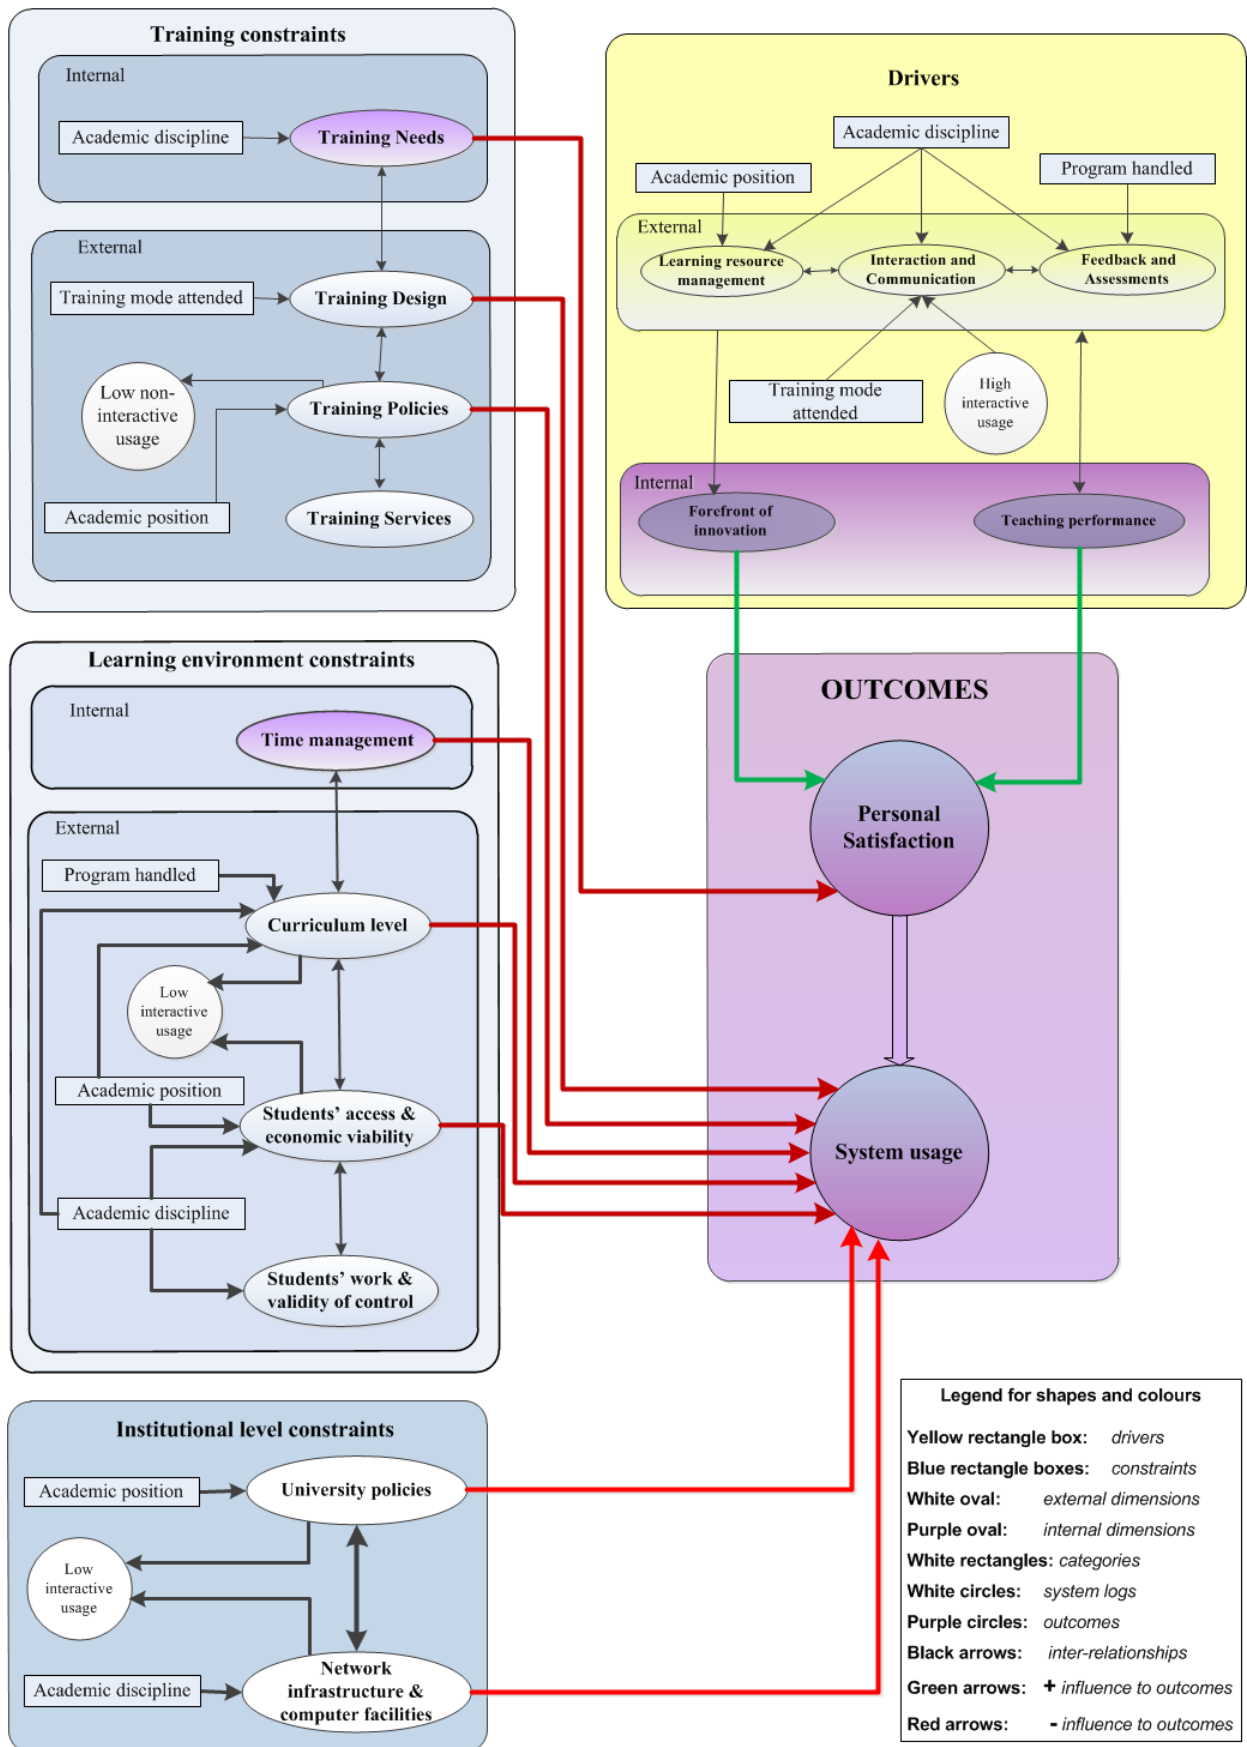 Training constraints
Internal
Academic discipline
Training Needs
External
Training mode attended
Training Design
Low non-
interactive
usage
Training Policies
Academic position
Training Services
Drivers
Academic discipline
Academic position
Program handled
External
Learning resource
management
Interaction and
Communication
Feedback and
Assessments
Training mode
attended
High
interactive
usage
Internal
Forefront of
innovation
Teaching performance
Learning environment constraints
Internal
Time management
External
Program handled
Curriculum level
Low
interactive
usage
Academic position
Students’ access &
economic viability
Academic discipline
Students’ work &
validity of control
OUTCOMES
Personal
Satisfaction
System usage
Institutional level constraints
Academic position
University policies
Low
interactive
usage
Academic discipline
Network
infrastructure &
computer facilities
Legend for shapes and colours
Yellow rectangle box: drivers
Blue rectangle boxes: constraints
White oval: external dimensions
Purple oval: internal dimensions
White rectangles: categories
White circles: system logs
Purple circles: outcomes
Black arrows: inter-relationships
Green arrows: + influence to outcomes
Red arrows: - influence to outcomes